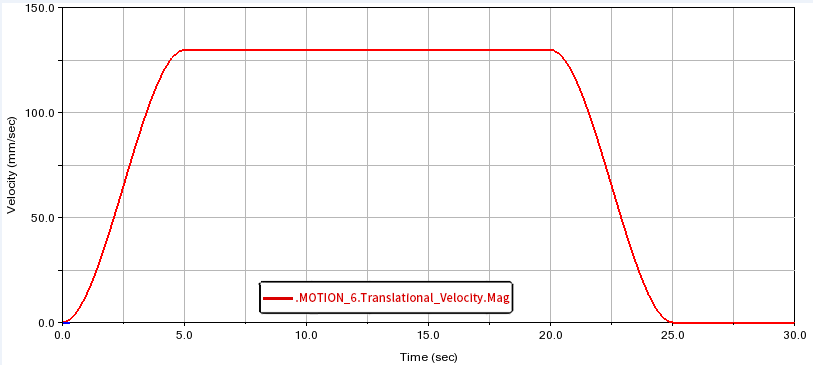 150.0
100.0
50.0
0.0
Velocity (mm/sec)
.MOTION_6.Translational_Velocity.Mag
0.0 5.0 10.0 15.0 20.0 25.0 30.0
Time (sec)